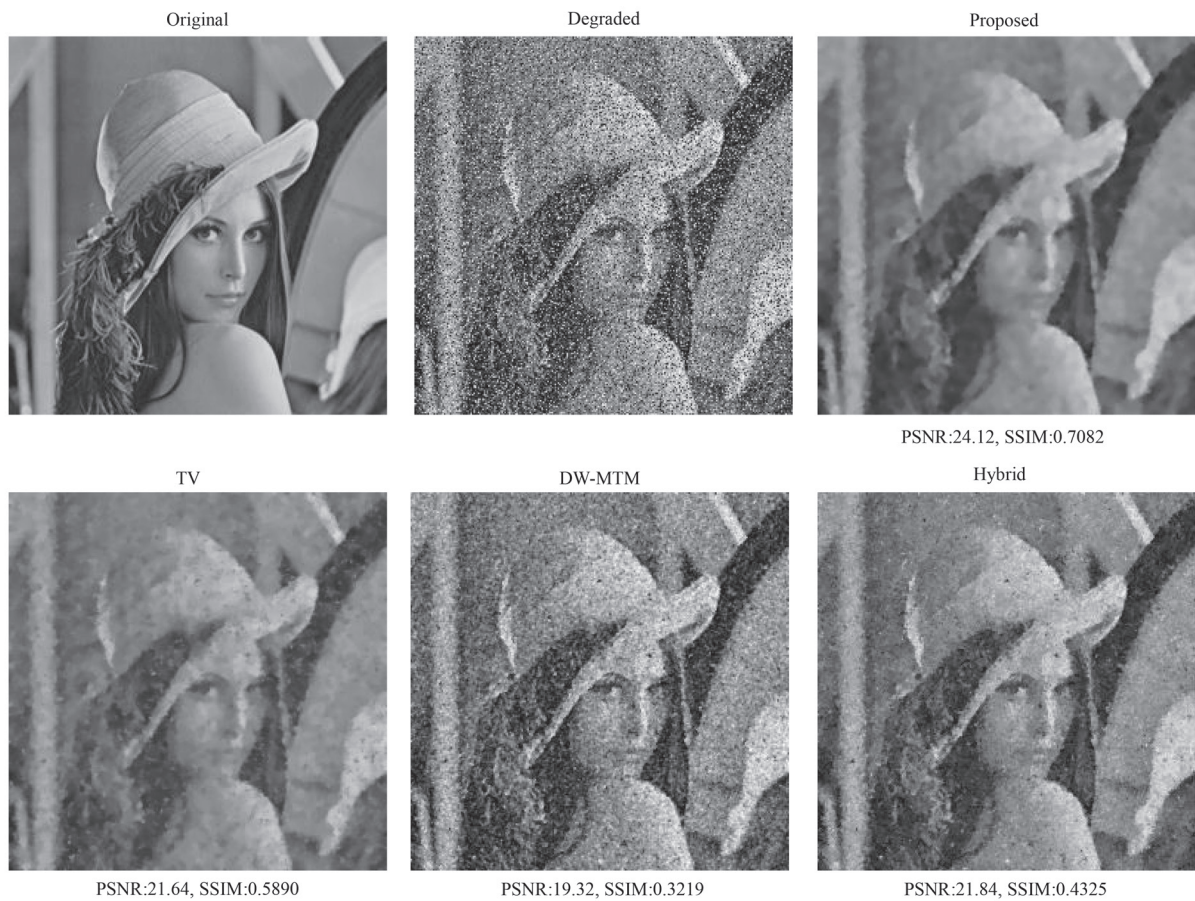 Original
Degraded
Proposed
PSNR:24.12, SSIM:0.7082
TV
DW-MTM
Hybrid
PSNR:21.64, SSIM:0.5890
PSNR:19.32, SSIM:0.3219
PSNR:21.84, SSIM:0.4325